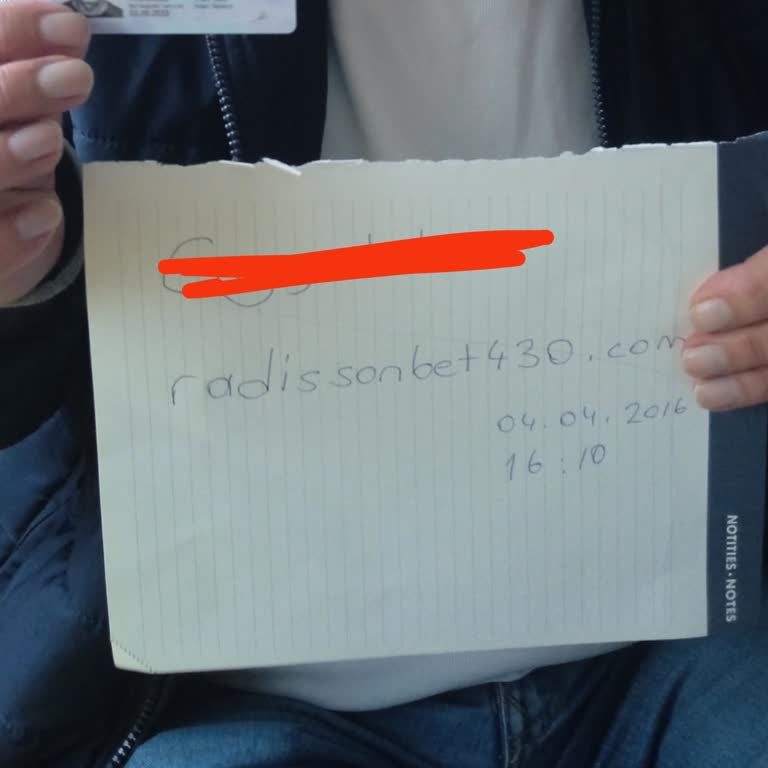 radissonbet430.com
04.04.2016
16:10
NOTITIES • NOTES